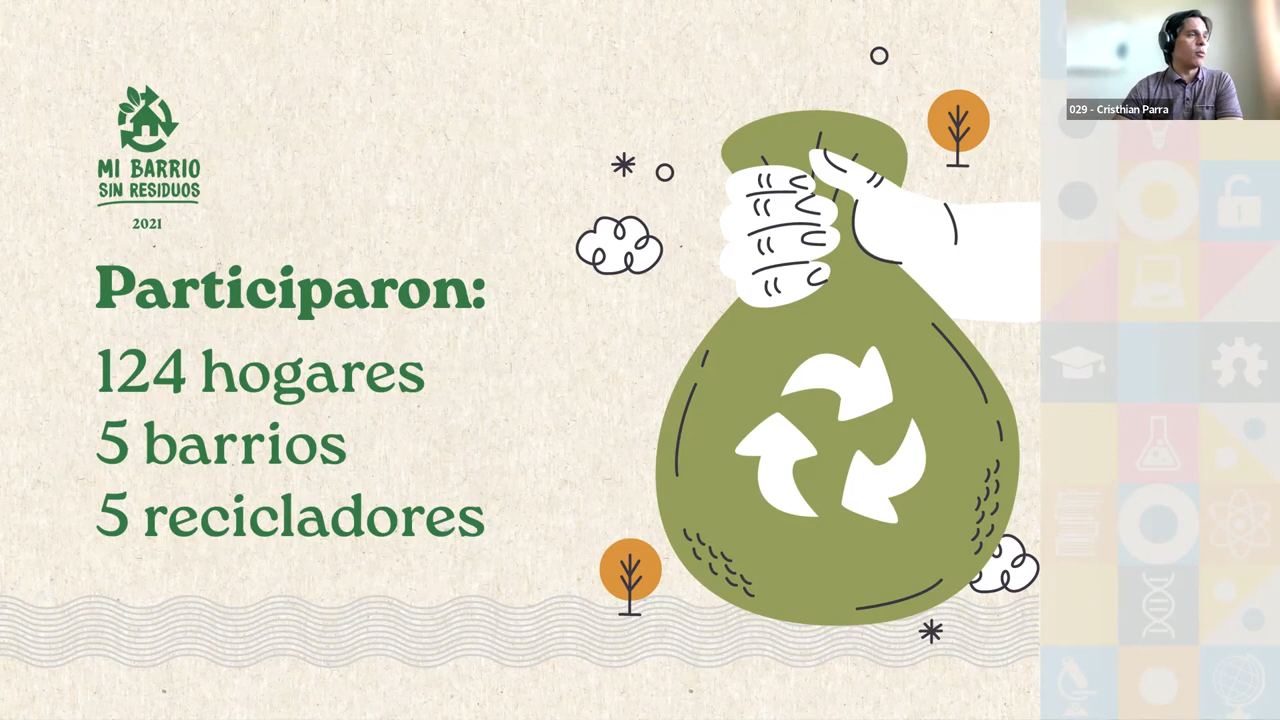 MI BARRIO
SIN RESIDUOS
2021
Participaron:
124 hogares
5 barrios
5 recicladores
029 - Cristhian Parra